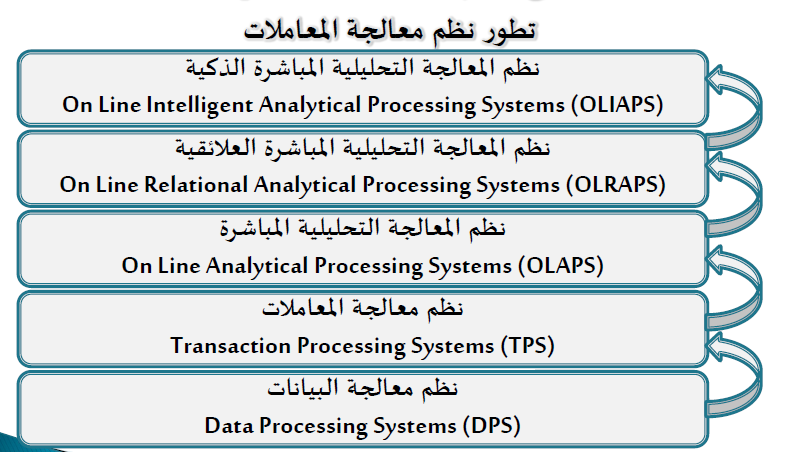 تطور نظم معالجة المعاملات
نظم المعالجة التحليلية المباشرة الذكية
On Line Intelligent Analytical Processing Systems (OLIAPS)
نظم المعالجة التحليلية المباشرة العلائقية
On Line Relational Analytical Processing Systems (OLRAPS)
نظم المعالجة التحليلية المباشرة
On Line Analytical Processing Systems (OLAPS)
نظم معالجة المعاملات
Transaction Processing Systems (TPS)
نظم معالجة البيانات
Data Processing Systems (DPS)